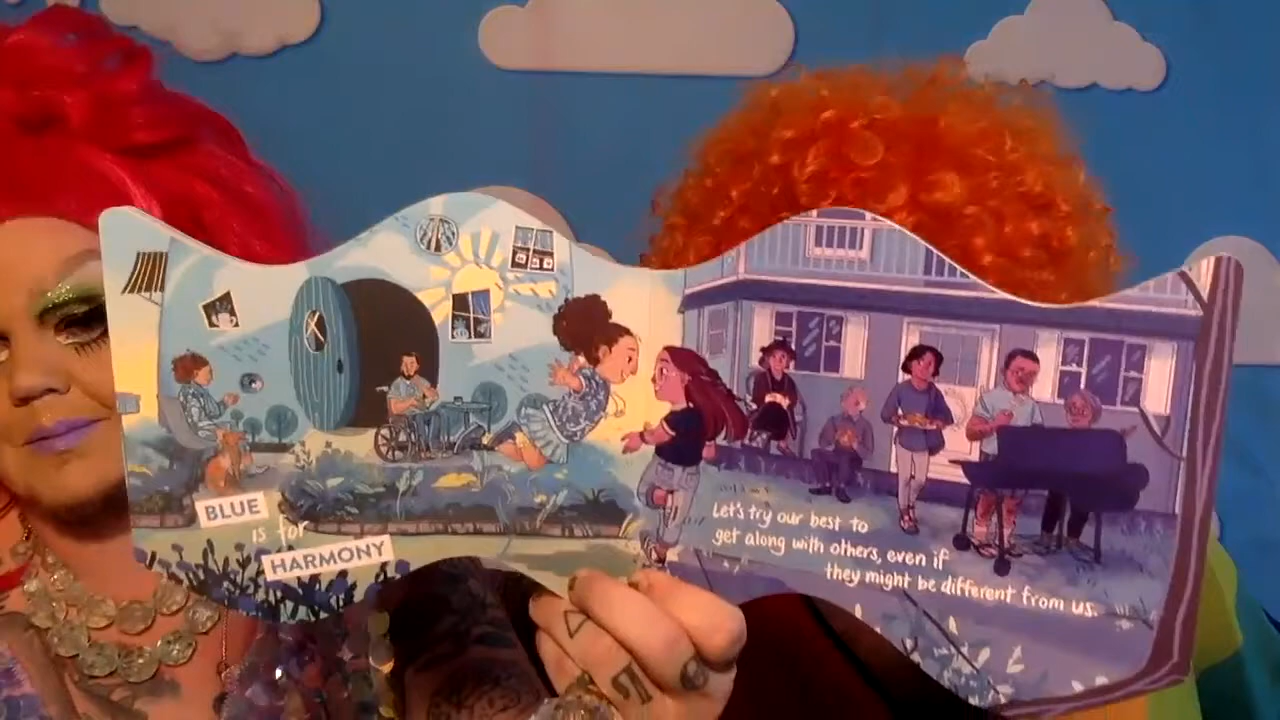 BLUE
is for
HARMONY
Let's try our best to
get along with others, even if
they might be different from us.